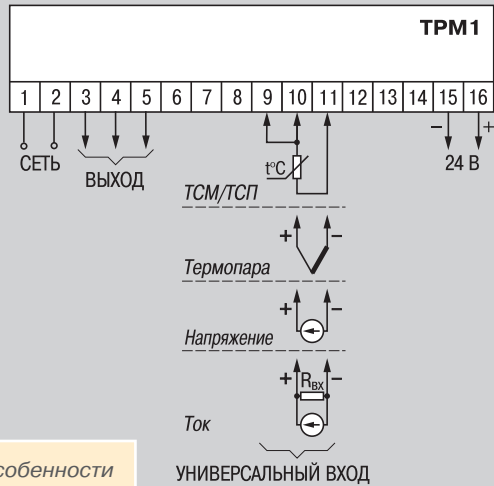 ТРМ1
1 2 3 4 5 6 7 8 9 10 11 12 13 14 15 16
− +
СЕТЬ
ВЫХОД
24 В
t°C
ТСМ/ТСП
+ −
Термопара
+ −
Напряжение
+ Rвх −
Ток
собенности
УНИВЕРСАЛЬНЫЙ ВХОД